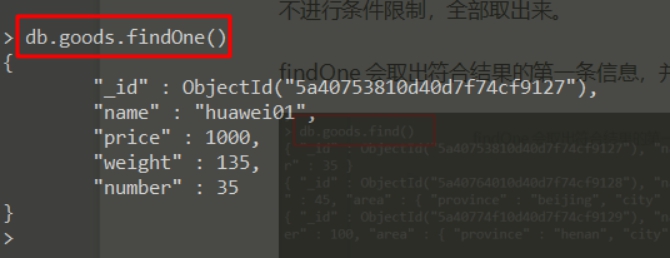 不进行条件限制，全部取出来。
> db.goods.findOne()
{
"_id" : ObjectId("5a40753810d40d7f74cf9127"),
"name" : "huawei01",
"price" : 1000,
"weight" : 135,
"number" : 35
}
>
findOne 会取出符合结果的第一条信息，并
> db.goods.find()
{ "_id" : ObjectId("5a40753810d40d7f74cf9127"), "n
r" : 35 }
{ "_id" : ObjectId("5a40764010d40d7f74cf9128"), "n
" : 45, "area" : { "province" : "beijing", "city"
{ "_id" : ObjectId("5a40774f10d40d7f74cf9129"), "n
er" : 100, "area" : { "province" : "henan", "city"